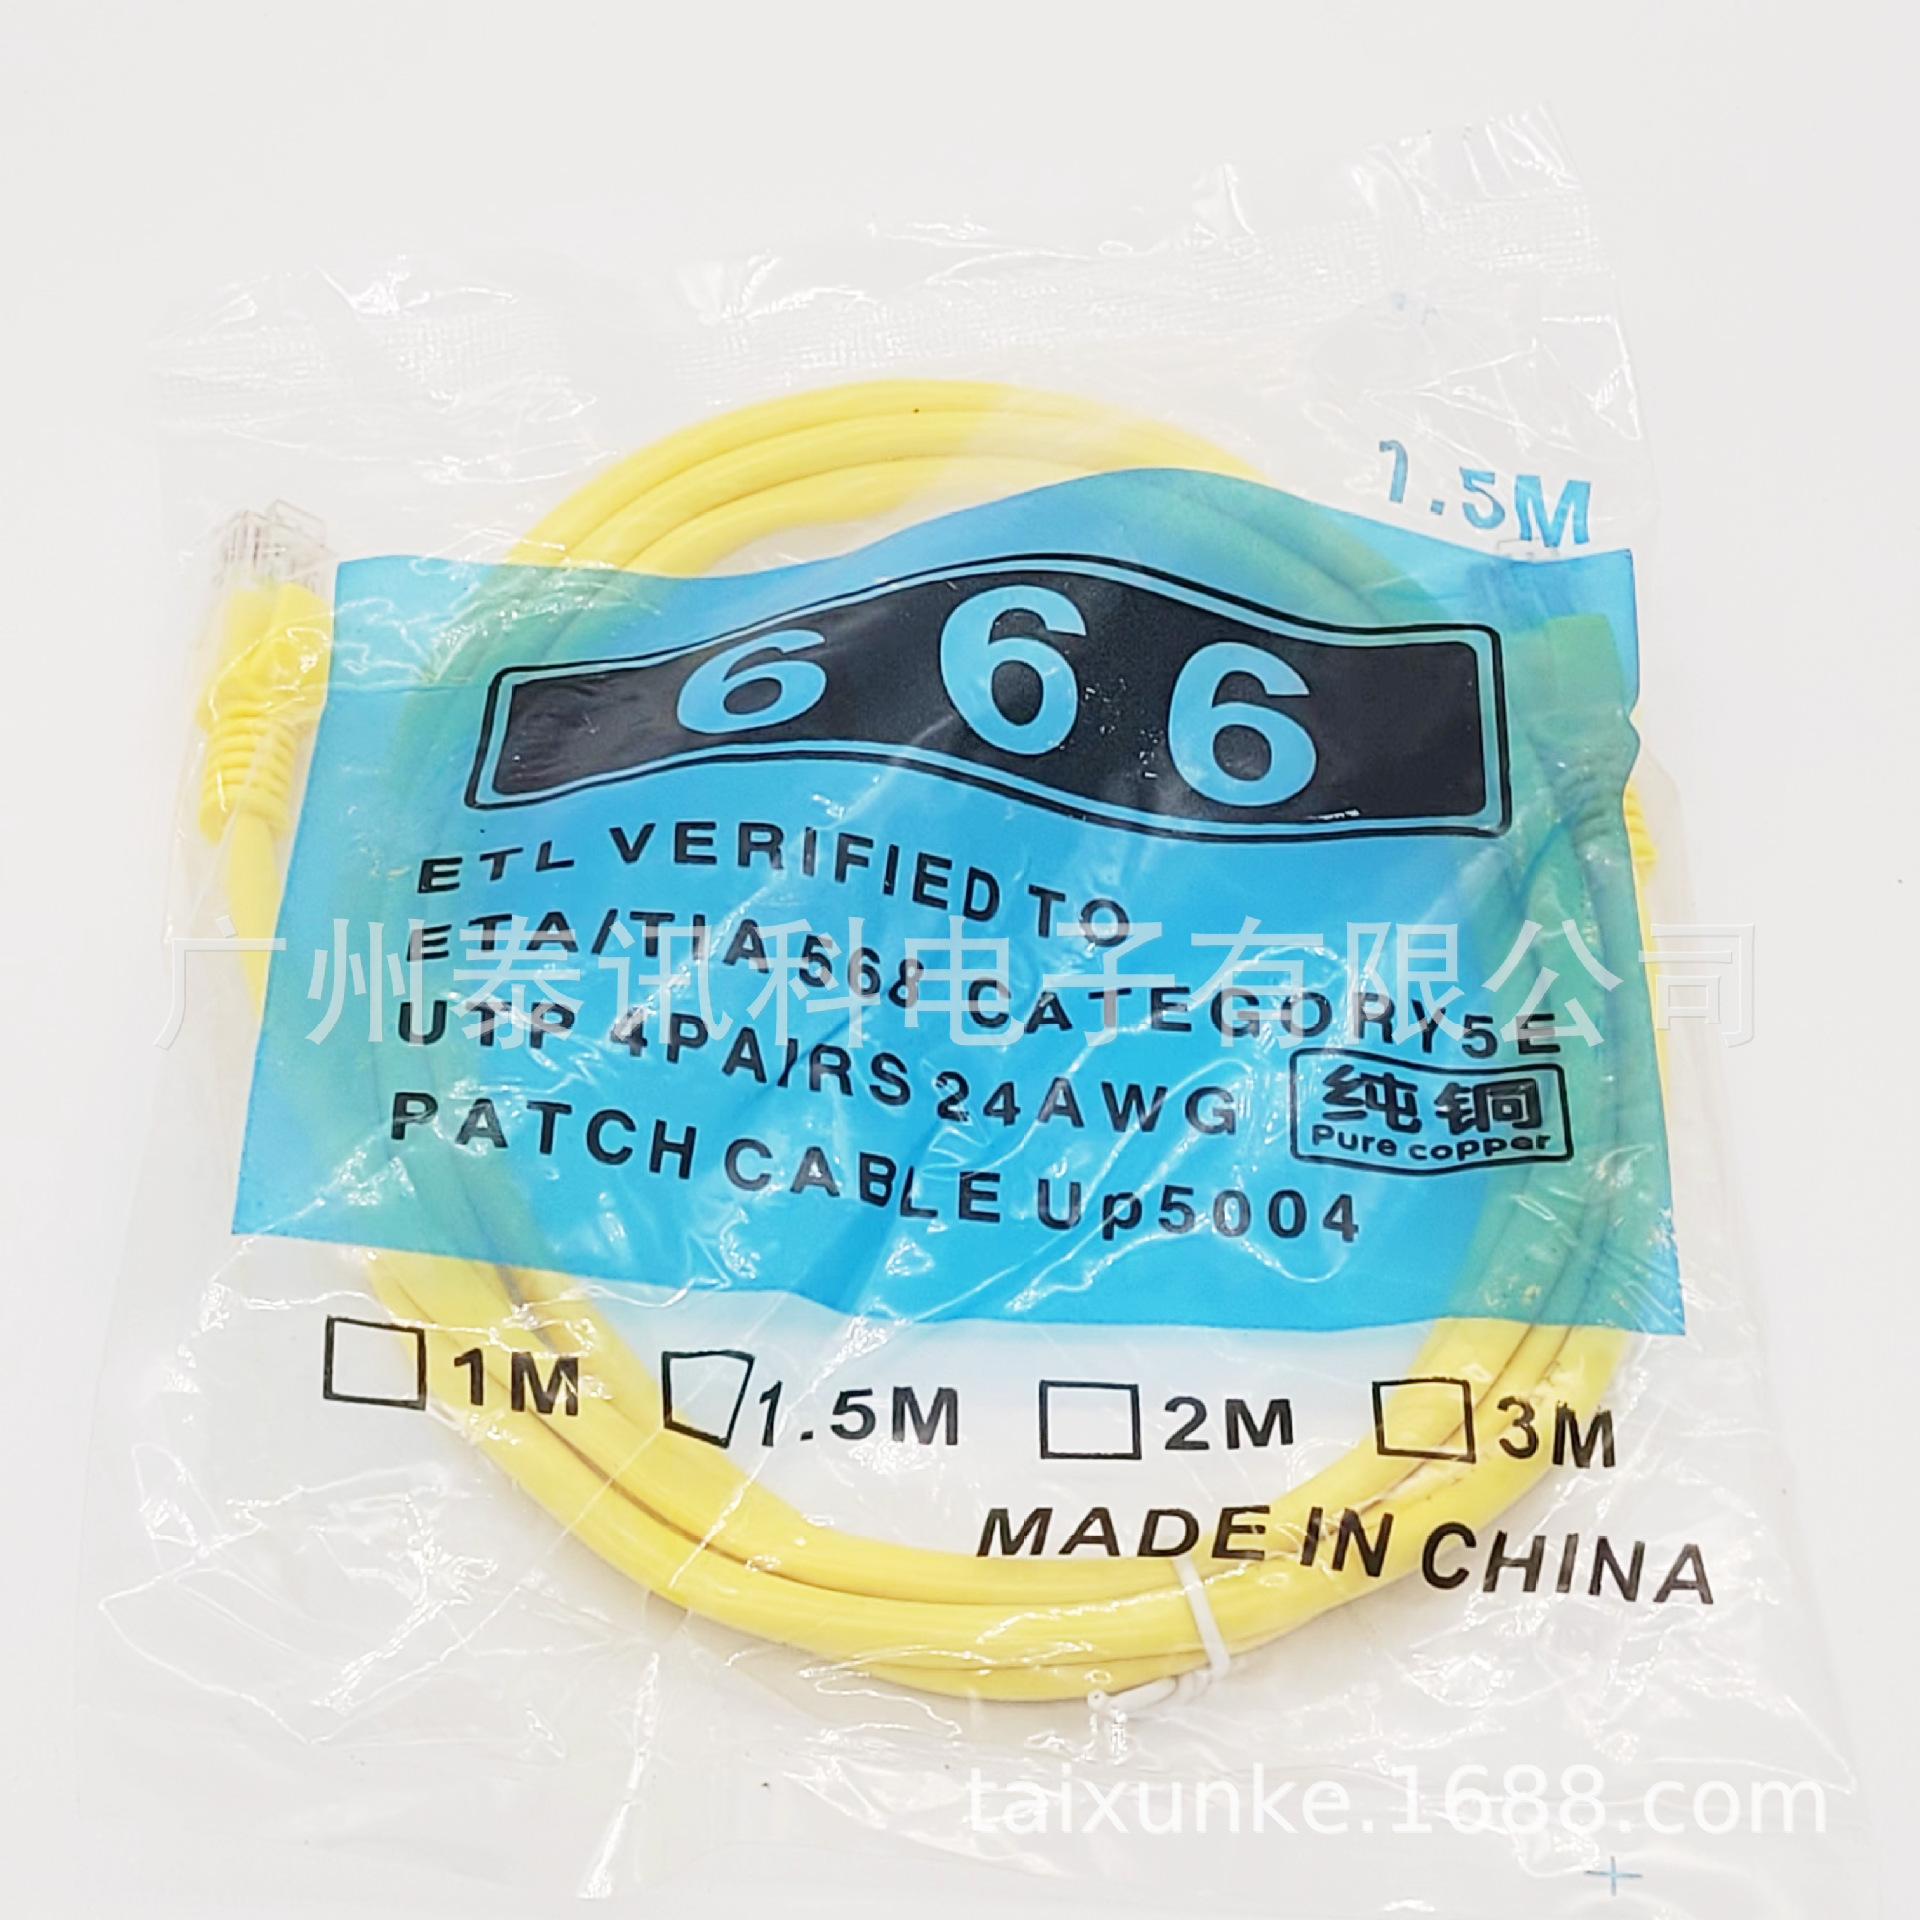 1.5M
666
ETL VERIFIED TO
ETA/TIA 568 CATEGORY5E
广州泰讯科电子有限公司
UTP 4PAIRS 24AWG
纯铜
Pure copper
PATCH CABLE Up5004
1M 1.5M 2M 3M
MADE IN CHINA
taixunke.1688.com